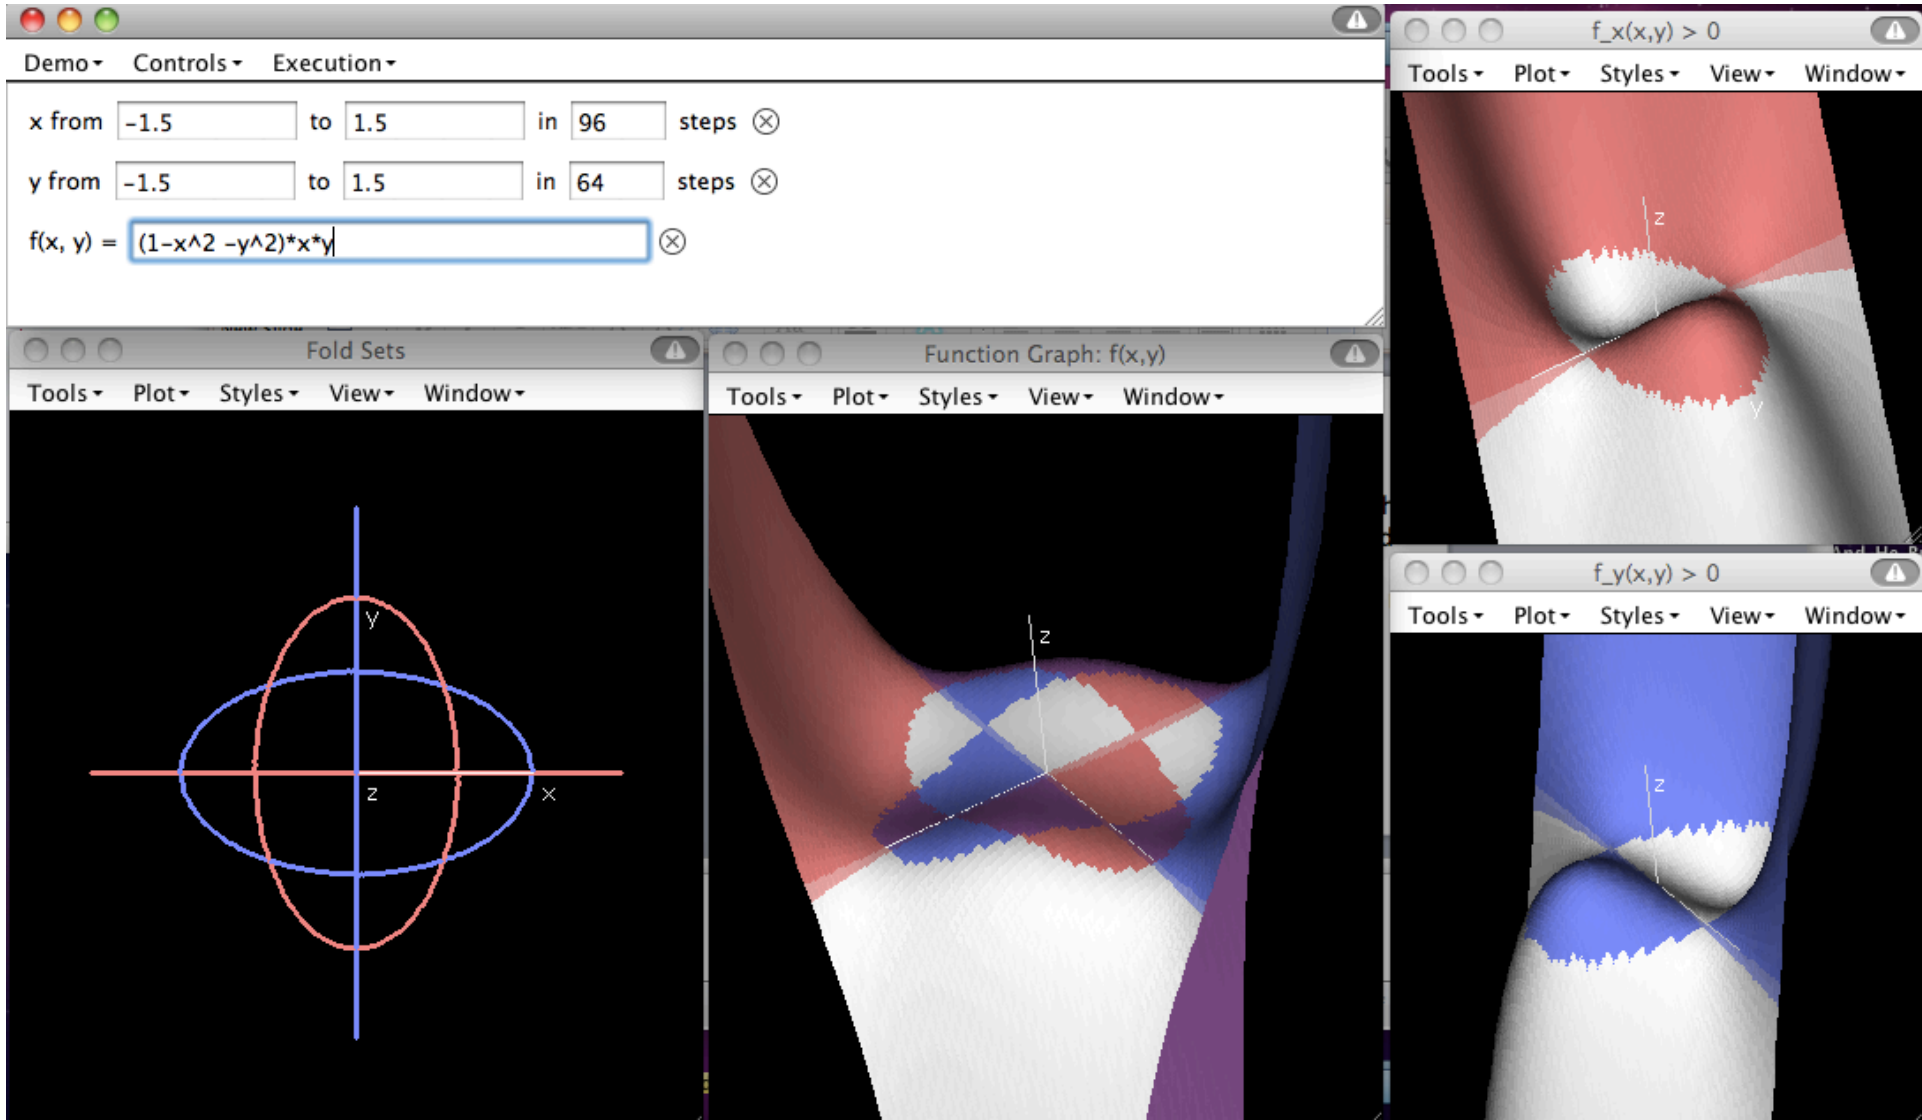 Demo Controls Execution
x from -1.5 to 1.5 in 96 steps
y from -1.5 to 1.5 in 64 steps
f(x, y) = (1-x^2 -y^2)*x*y
Fold Sets
Tools Plot Styles View Window
y
z
x
Function Graph: f(x,y)
Tools Plot Styles View Window
z
f_x(x,y) > 0
Tools Plot Styles View Window
z
y
f_y(x,y) > 0
Tools Plot Styles View Window
z